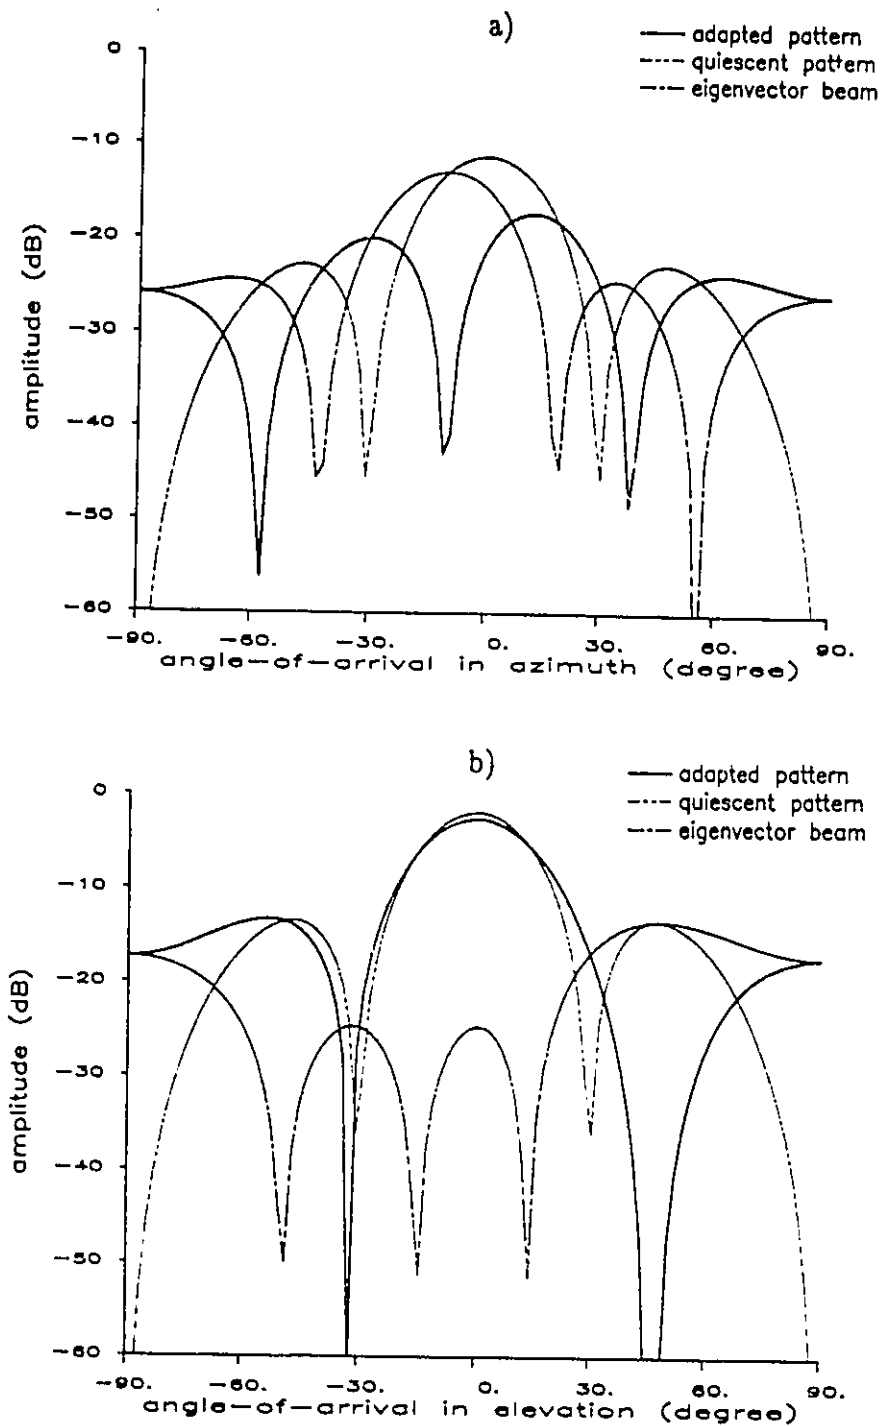 a)
adapted pattern
quiescent pattern
eigenvector beam
0
-10
-20
-30
-40
-50
-60
amplitude (dB)
-90. -60. -30. 0. 30. 60. 90.
angle-of-arrival in azimuth (degree)
b)
adapted pattern
quiescent pattern
eigenvector beam
0
-10
-20
-30
-40
-50
-60
amplitude (dB)
-90. -60. -30. 0. 30. 60. 90.
angle-of-arrival in elevation (degree)